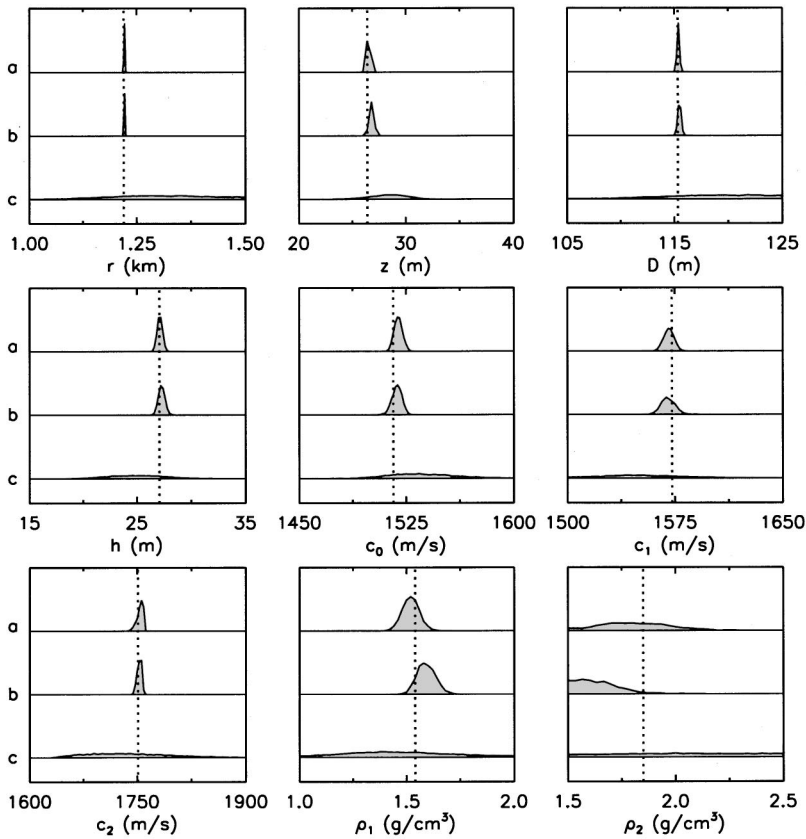 a
b
c
1.00 1.25 1.50 20 30 40 105 115 125
r (km) z (m) D (m)
a
b
c
15 25 35 1450 1525 1600 1500 1575 1650
h (m) c₀ (m/s) c₁ (m/s)
a
b
c
1600 1750 1900 1.0 1.5 2.0 1.5 2.0 2.5
c₂ (m/s) ρ₁ (g/cm³) ρ₂ (g/cm³)